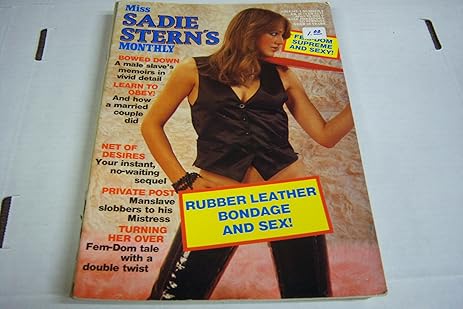 Miss
SADIE
STERN'S
MONTHLY
BOWED DOWN
A male slave's
memoirs in
vivid detail
LEARN TO
OBEY!
And how
a married
couple
did
NET OF
DESIRES
Your instant,
no-waiting
sequel
PRIVATE POST
Manslave
slobbers to his
Mistress
TURNING
HER OVER
Fem-Dom tale
with a
double twist
FEM-DOM
SUPREME
AND SEXY!
RUBBER LEATHER
BONDAGE
AND SEX!